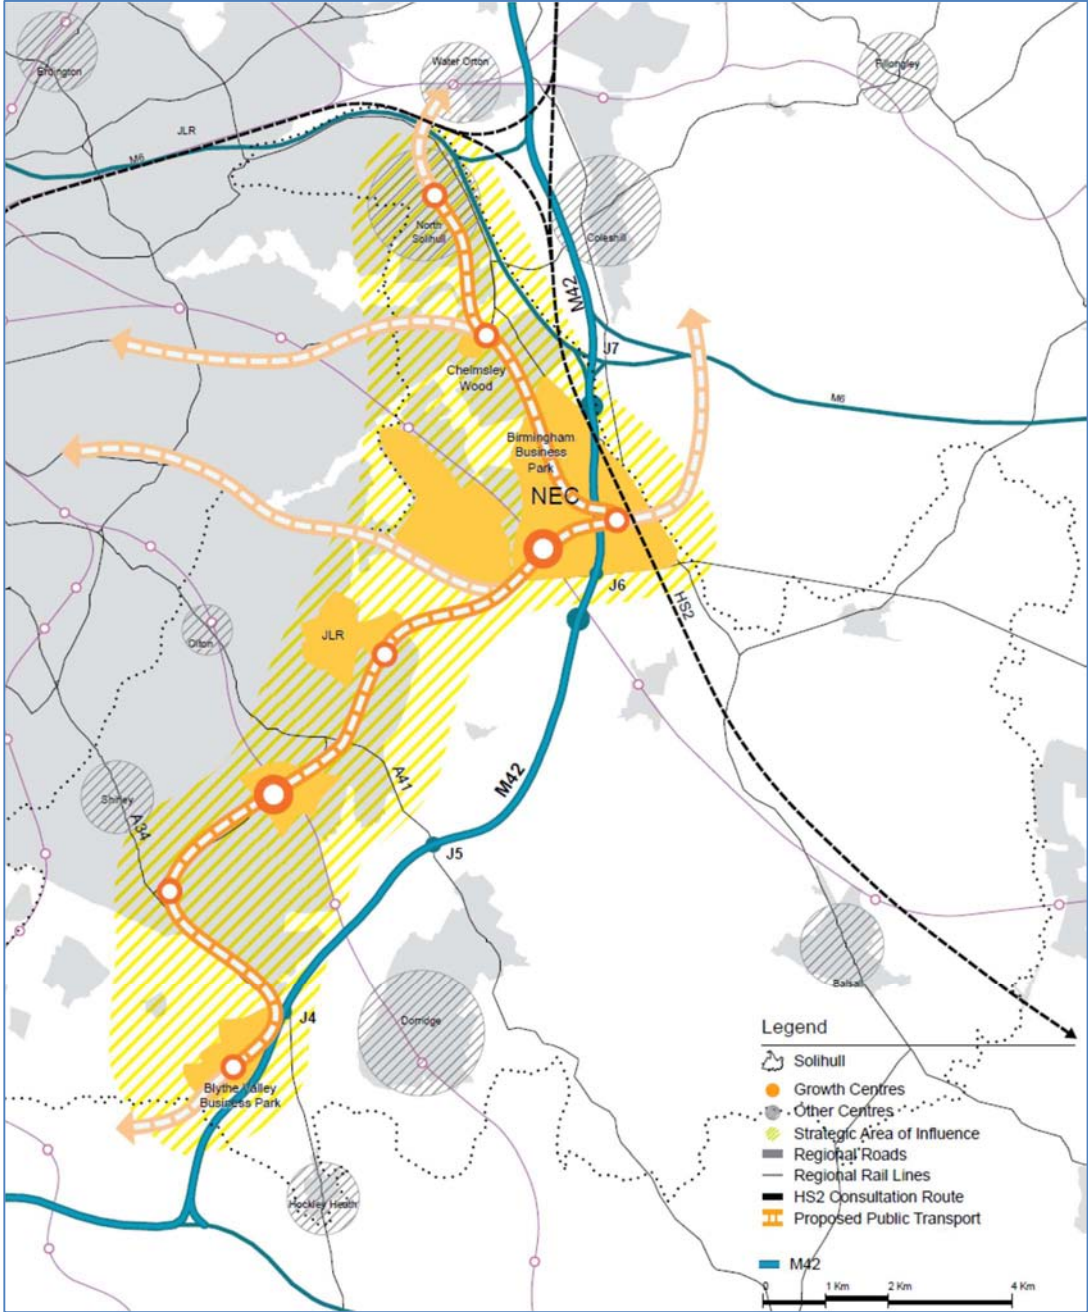 Water Orton
Erdington
Fillongley
JLR
M6
North
Solihull
Coleshill
M42
J7
Chelmsley
Wood
M6
Birmingham
Business
Park
NEC
J6
HS2
JLR
Olton
A41
M42
Shirley
A34
J5
Balsall
J4
Dorridge
Blythe Valley
Business Park
Hockley Heath
Legend
Solihull
Growth Centres
Other Centres
Strategic Area of Influence
Regional Roads
Regional Rail Lines
HS2 Consultation Route
Proposed Public Transport
M42
0 1 Km 2 Km 4 Km